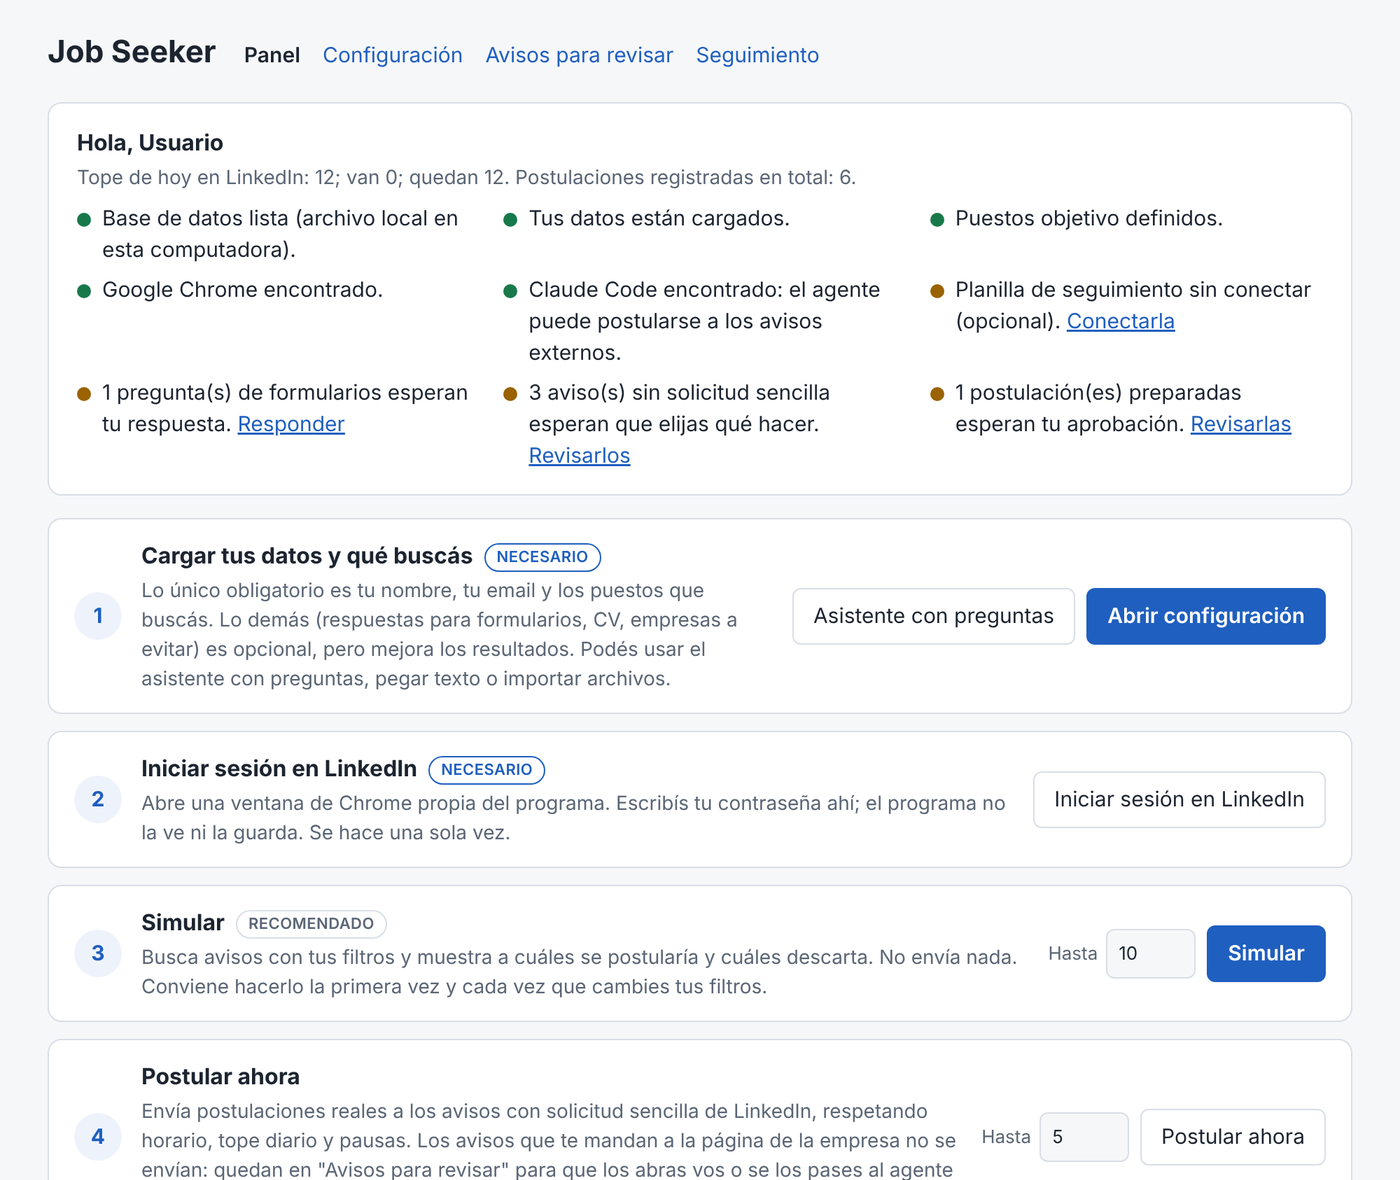 Job Seeker Panel Configuración Avisos para revisar Seguimiento
Hola, Usuario
Tope de hoy en LinkedIn: 12; van 0; quedan 12. Postulaciones registradas en total: 6.
Base de datos lista (archivo local en
esta computadora).
Tus datos están cargados.
Puestos objetivo definidos.
Google Chrome encontrado.
Claude Code encontrado: el agente
puede postularse a los avisos
externos.
Planilla de seguimiento sin conectar
(opcional). Conectarla
1 pregunta(s) de formularios esperan
tu respuesta. Responder
3 aviso(s) sin solicitud sencilla
esperan que elijas qué hacer.
Revisarlos
1 postulación(es) preparadas
esperan tu aprobación. Revisarlas
1
Cargar tus datos y qué buscás NECESARIO
Lo único obligatorio es tu nombre, tu email y los puestos que
buscás. Lo demás (respuestas para formularios, CV, empresas a
evitar) es opcional, pero mejora los resultados. Podés usar el
asistente con preguntas, pegar texto o importar archivos.
Asistente con preguntas
Abrir configuración
2
Iniciar sesión en LinkedIn NECESARIO
Abre una ventana de Chrome propia del programa. Escribís tu contraseña ahí; el programa no
la ve ni la guarda. Se hace una sola vez.
Iniciar sesión en LinkedIn
3
Simular RECOMENDADO
Busca avisos con tus filtros y muestra a cuáles se postularía y cuáles descarta. No envía nada.
Conviene hacerlo la primera vez y cada vez que cambies tus filtros.
Hasta 10 Simular
4
Postular ahora
Envía postulaciones reales a los avisos con solicitud sencilla de LinkedIn, respetando
horario, tope diario y pausas. Los avisos que te mandan a la página de la empresa no se
envían: quedan en "Avisos para revisar" para que los abras vos o se los pases al agente
Hasta 5 Postular ahora